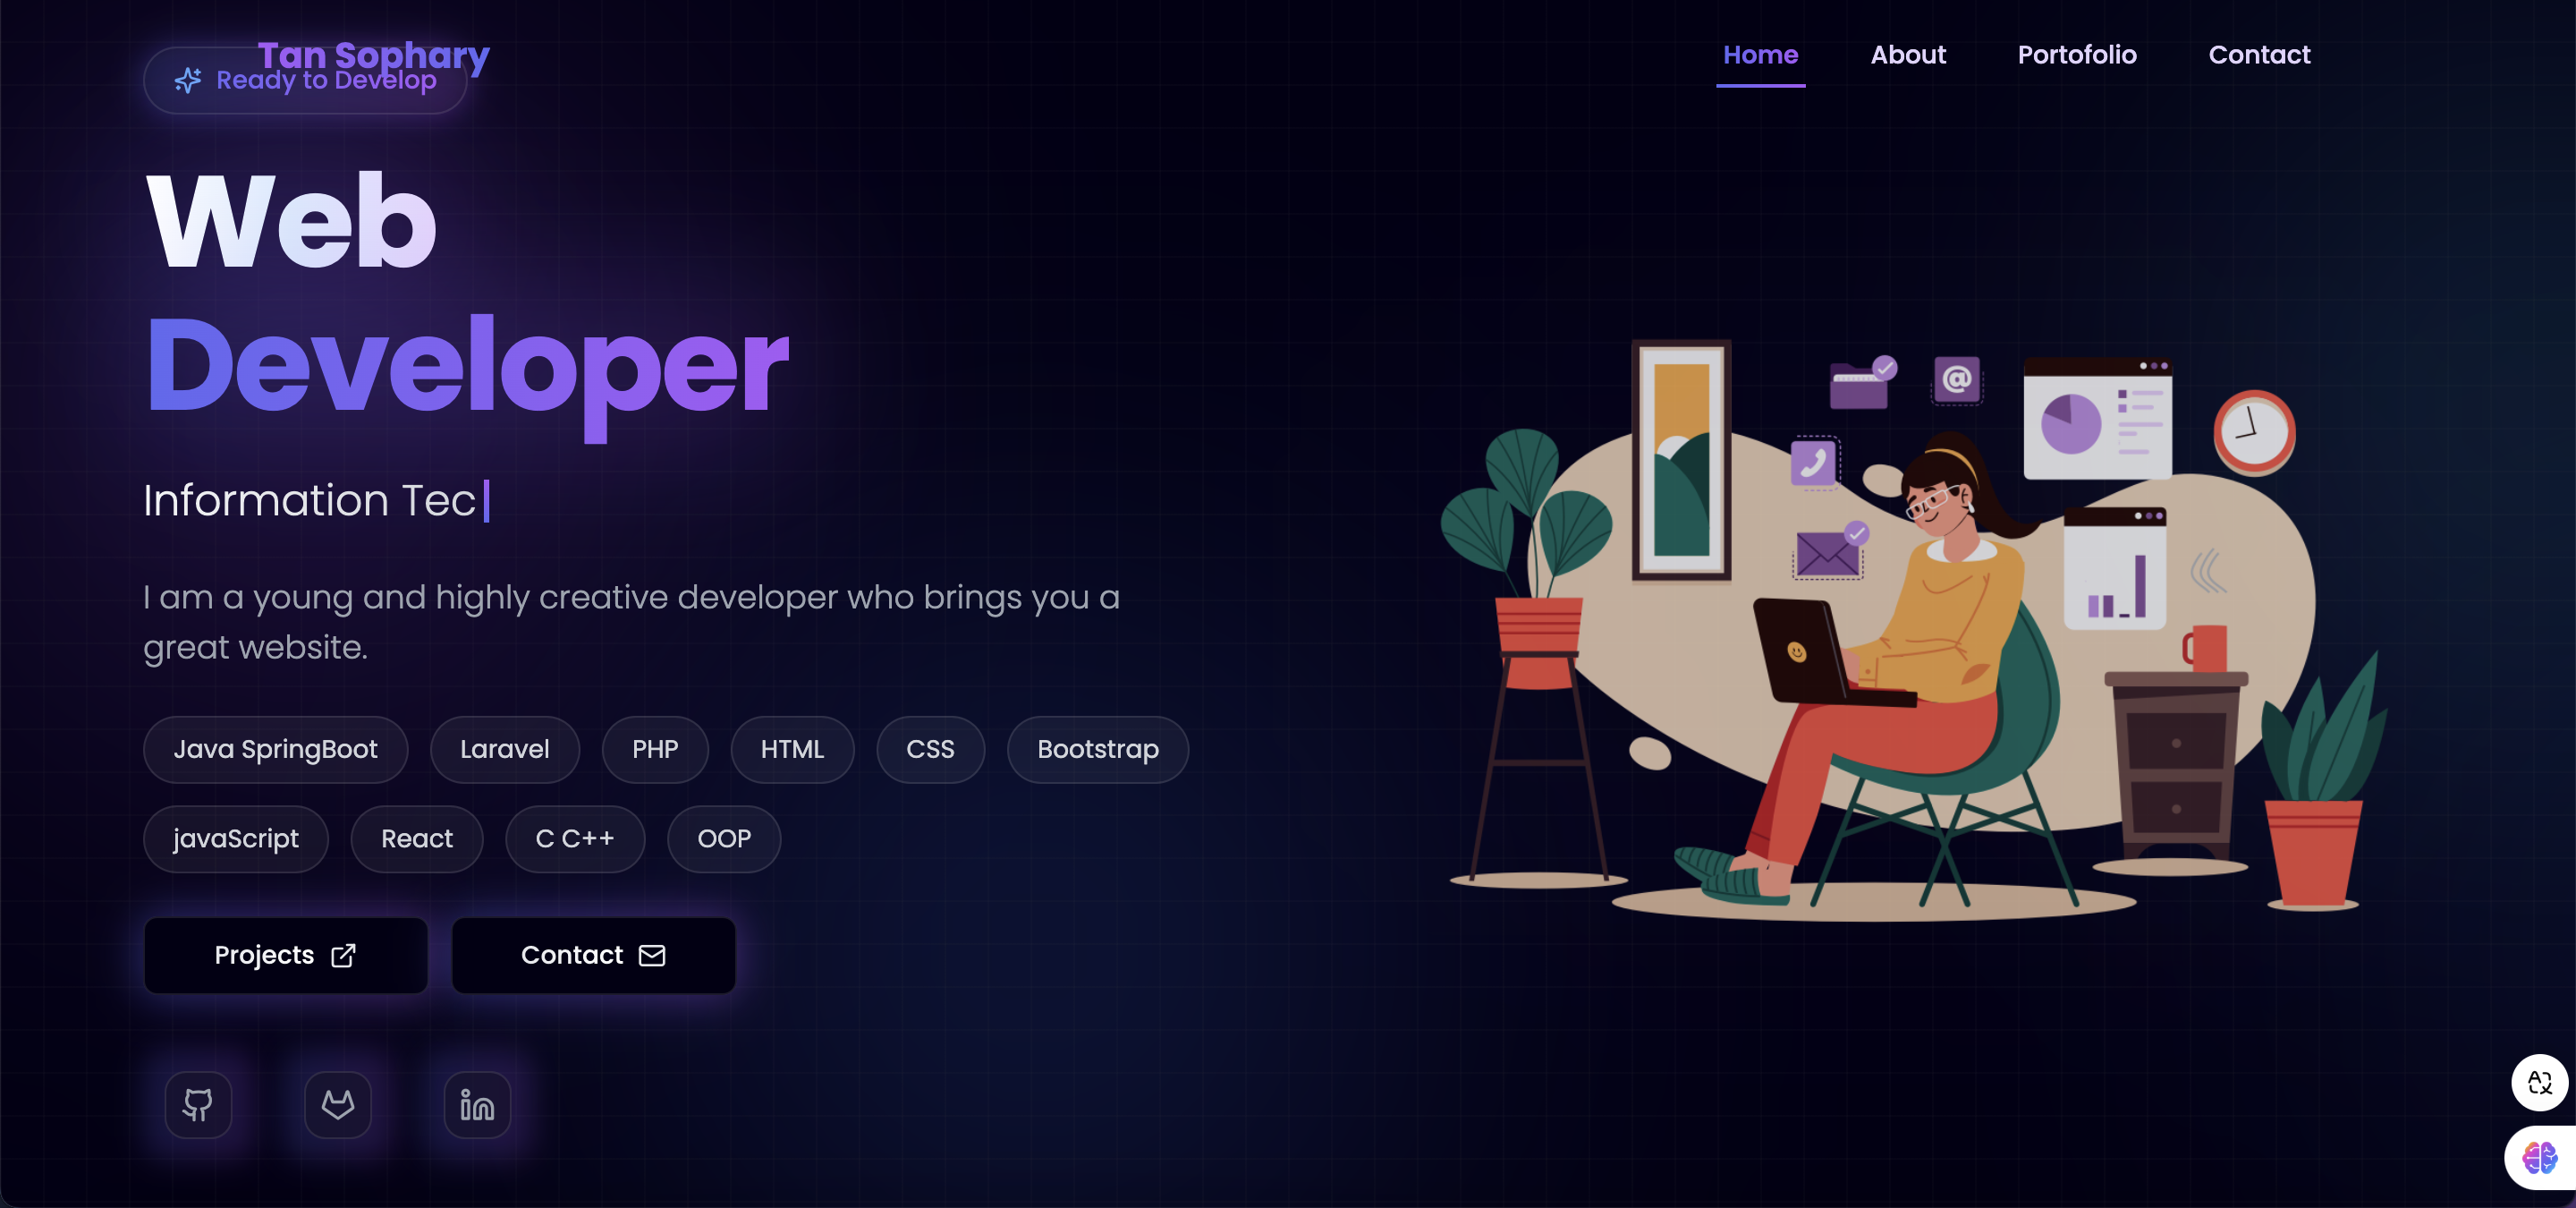 Tan Sophary
Home About Portofolio Contact
Ready to Develop
Web
Developer
Information Tec
I am a young and highly creative developer who brings you a
great website.
Java SpringBoot Laravel PHP HTML CSS Bootstrap
javaScript React C C++ OOP
Projects Contact